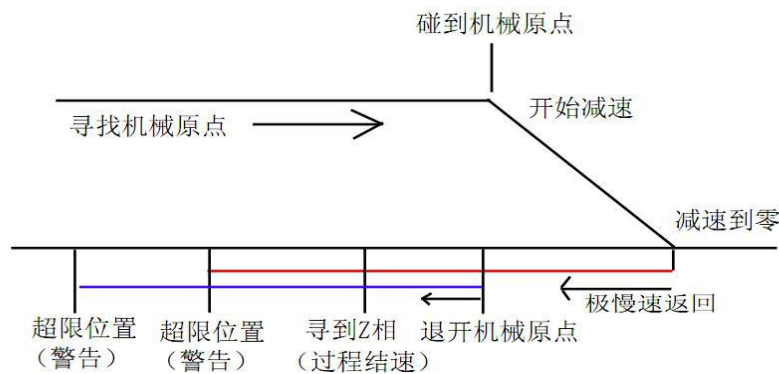 碰到机械原点
寻找机械原点
开始减速
减速到零
极慢速返回
超限位置
（警告）
超限位置
（警告）
寻到Z相
（过程结速）
退开机械原点